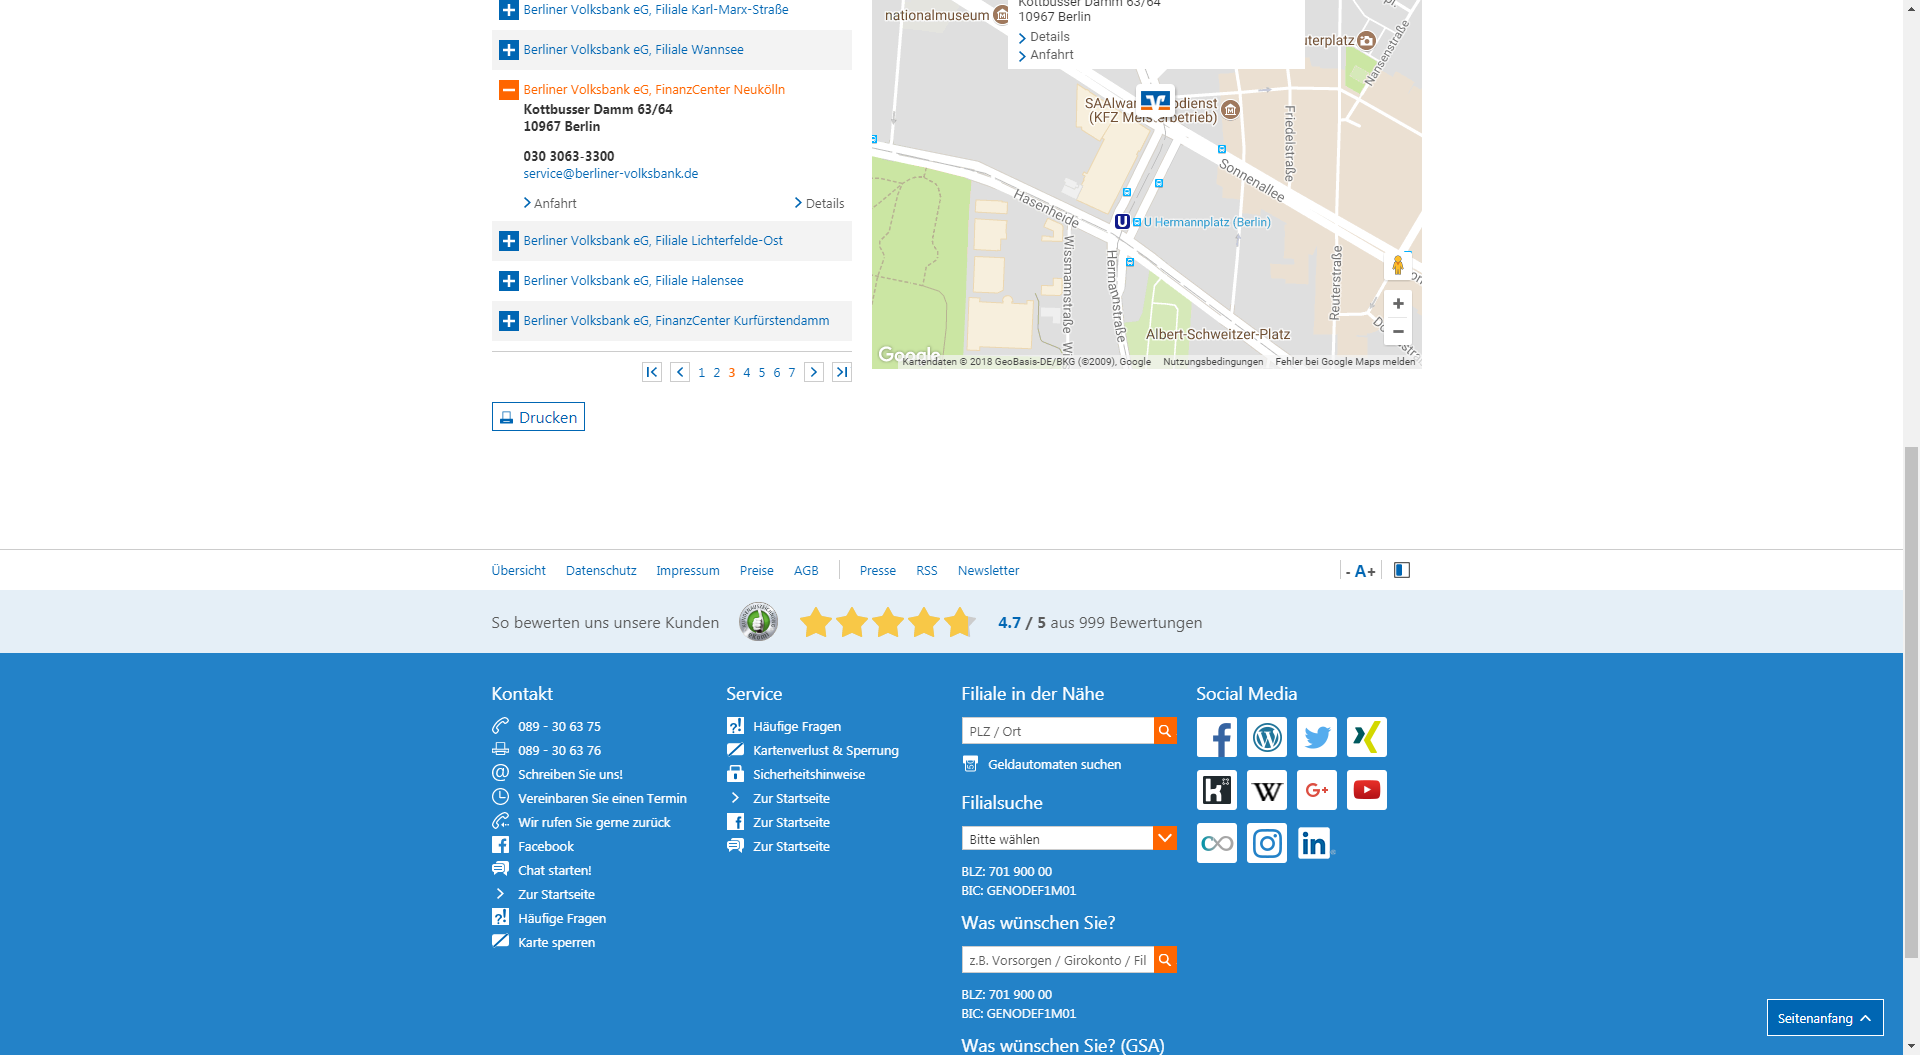 Berliner Volksbank eG, Filiale Karl-Marx-Straße
Berliner Volksbank eG, Filiale Wannsee
Berliner Volksbank eG, FinanzCenter Neukölln
Kottbusser Damm 63/64
10967 Berlin
030 3063-3300
service@berliner-volksbank.de
Anfahrt
Details
Berliner Volksbank eG, Filiale Lichterfelde-Ost
Berliner Volksbank eG, Filiale Halensee
Berliner Volksbank eG, FinanzCenter Kurfürstendamm
1 2 3 4 5 6 7
Drucken
nationalmuseum
Kottbusser Damm 63/64
10967 Berlin
Details
Anfahrt
uterplatz
Nansenstraße
SAAlwa odienst
(KFZ Meisterbetrieb)
Friedelstraße
Sonnenallee
Hasenheide
U
U Hermannplatz (Berlin)
Wissmannstraße
Hermannstraße
Reuterstraße
Albert-Schweitzer-Platz
+
−
Google
Kartendaten © 2018 GeoBasis-DE/BKG (©2009), Google
Nutzungsbedingungen
Fehler bei Google Maps melden
Übersicht
Datenschutz
Impressum
Preise
AGB
Presse
RSS
Newsletter
- A+
So bewerten uns unsere Kunden
4.7 / 5 aus 999 Bewertungen
Kontakt
089 - 30 63 75
089 - 30 63 76
Schreiben Sie uns!
Vereinbaren Sie einen Termin
Wir rufen Sie gerne zurück
Facebook
Chat starten!
Zur Startseite
Häufige Fragen
Karte sperren
Service
Häufige Fragen
Kartenverlust & Sperrung
Sicherheitshinweise
Zur Startseite
Zur Startseite
Zur Startseite
Filiale in der Nähe
PLZ / Ort
Geldautomaten suchen
Filialsuche
Bitte wählen
BLZ: 701 900 00
BIC: GENODEF1M01
Was wünschen Sie?
z.B. Vorsorgen / Girokonto / Fil
BLZ: 701 900 00
BIC: GENODEF1M01
Was wünschen Sie? (GSA)
Social Media
Seitenanfang